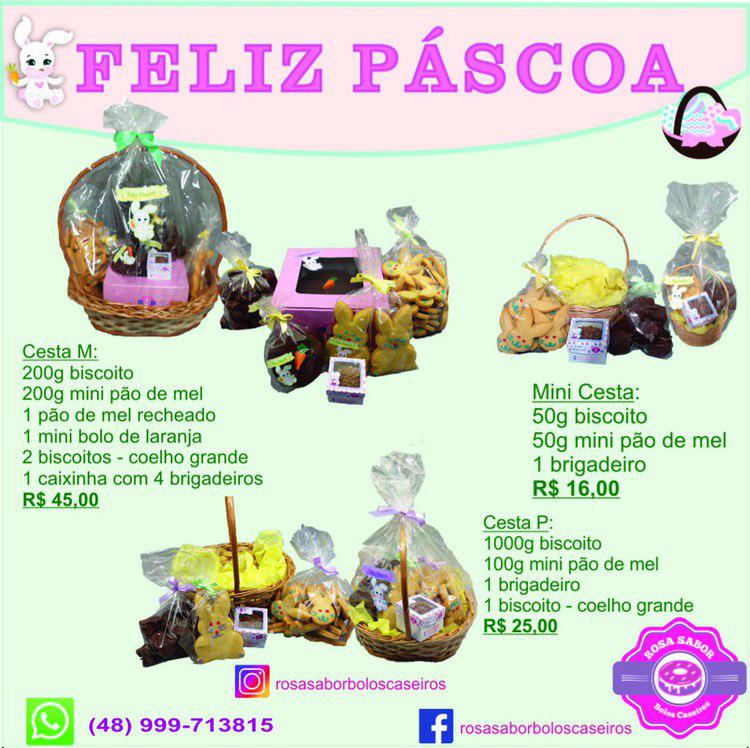 FELIZ PÁSCOA
Cesta M:
200g biscoito
200g mini pão de mel
1 pão de mel recheado
1 mini bolo de laranja
2 biscoitos - coelho grande
1 caixinha com 4 brigadeiros
R$ 45,00
Mini Cesta:
50g biscoito
50g mini pão de mel
1 brigadeiro
R$ 16,00
Cesta P:
1000g biscoito
100g mini pão de mel
1 brigadeiro
1 biscoito - coelho grande
R$ 25,00
ROSA SABOR
Bolos Caseiros
rosasaborboloscaseiros
(48) 999-713815
rosasaborboloscaseiros